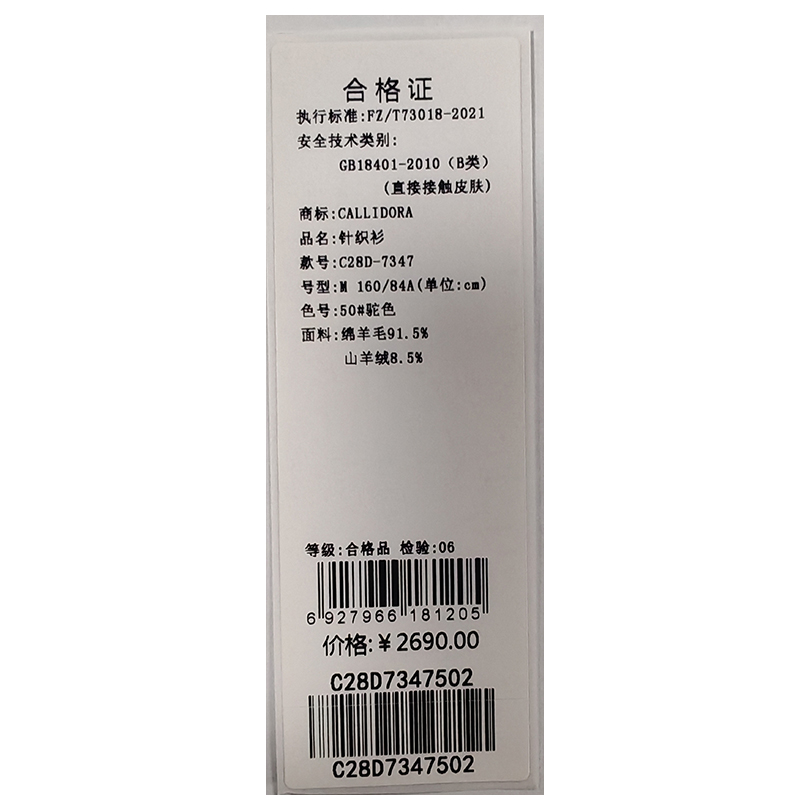 合格证
执行标准:FZ/T73018-2021
安全技术类别:
GB18401-2010（B类）
(直接接触皮肤)
商标:CALLIDORA
品名:针织衫
款号:C28D-7347
号型:M 160/84A(单位:cm)
色号:50#驼色
面料:绵羊毛91.5%
山羊绒8.5%
等级:合格品 检验:06
6 927966 181205
价格:￥2690.00
C28D7347502
C28D7347502